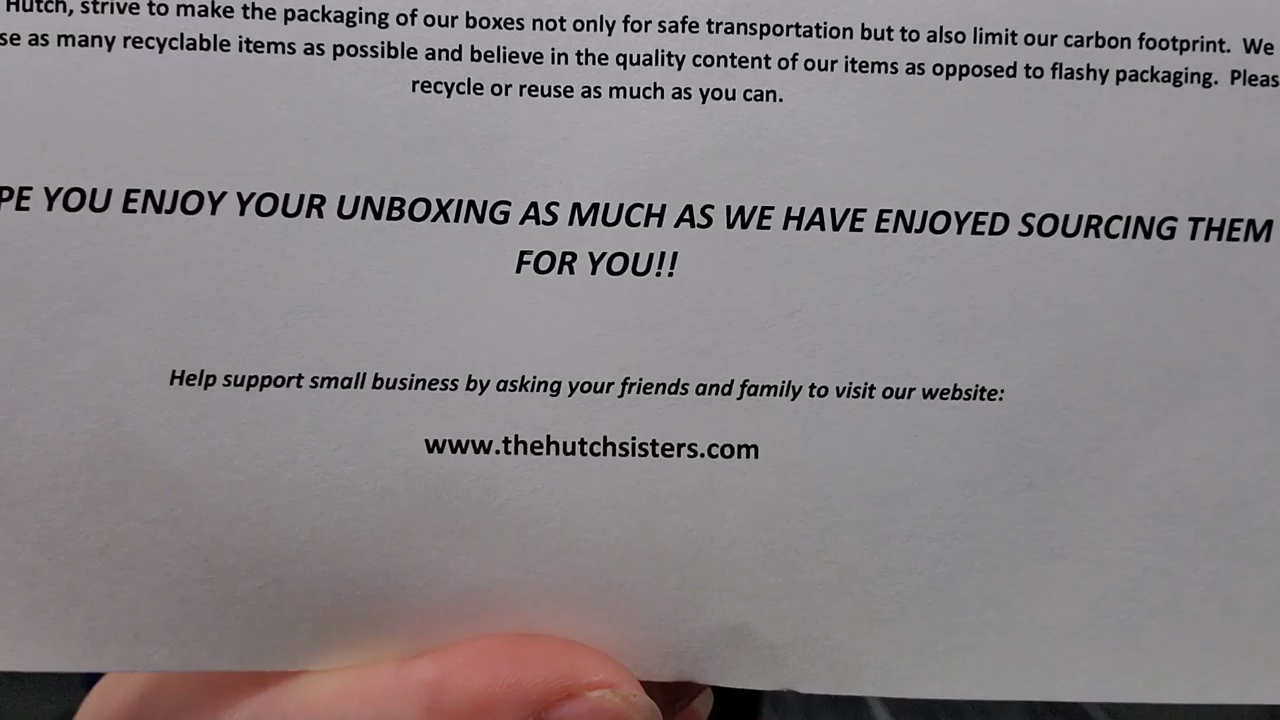 Hutch, strive to make the packaging of our boxes not only for safe transportation but to also limit our carbon footprint. We
se as many recyclable items as possible and believe in the quality content of our items as opposed to flashy packaging. Pleas
recycle or reuse as much as you can.
PE YOU ENJOY YOUR UNBOXING AS MUCH AS WE HAVE ENJOYED SOURCING THEM
FOR YOU!!
Help support small business by asking your friends and family to visit our website:
www.thehutchsisters.com